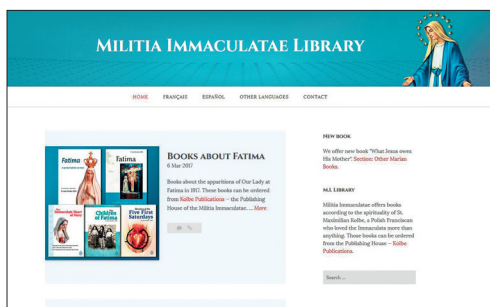 MILITIA IMMACULATAE LIBRARY
HOME FRANÇAIS ESPAÑOL OTHER LANGUAGES CONTACT
Fatima
Fatima
Immaculate Heart of Mary
Children of Fatima
Five First Saturdays
BOOKS ABOUT FATIMA
6 Mar 2017
Books about the apparitions of Our Lady at
Fatima in 1917. These books can be ordered
from Kolbe Publications – the Publishing
House of the Militia Immaculatae. ... More
NEW BOOK
We offer new book "What Jesus owes
His Mother". Section: Other Marian
Books.
M.I. LIBRARY
Militia Immaculatae offers books
according to the spirituality of St.
Maximilian Kolbe, a Polish Franciscan
who loved the Immaculata more than
anything. Those books can be ordered
from the Publishing House – Kolbe
Publications.
Search ...